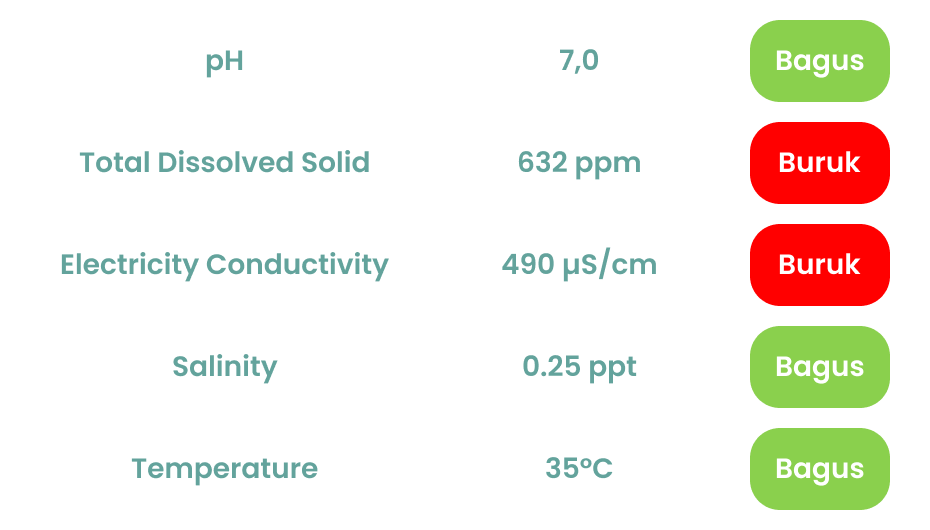 pH 7,0 Bagus
Total Dissolved Solid 632 ppm Buruk
Electricity Conductivity 490 µS/cm Buruk
Salinity 0.25 ppt Bagus
Temperature 35°C Bagus